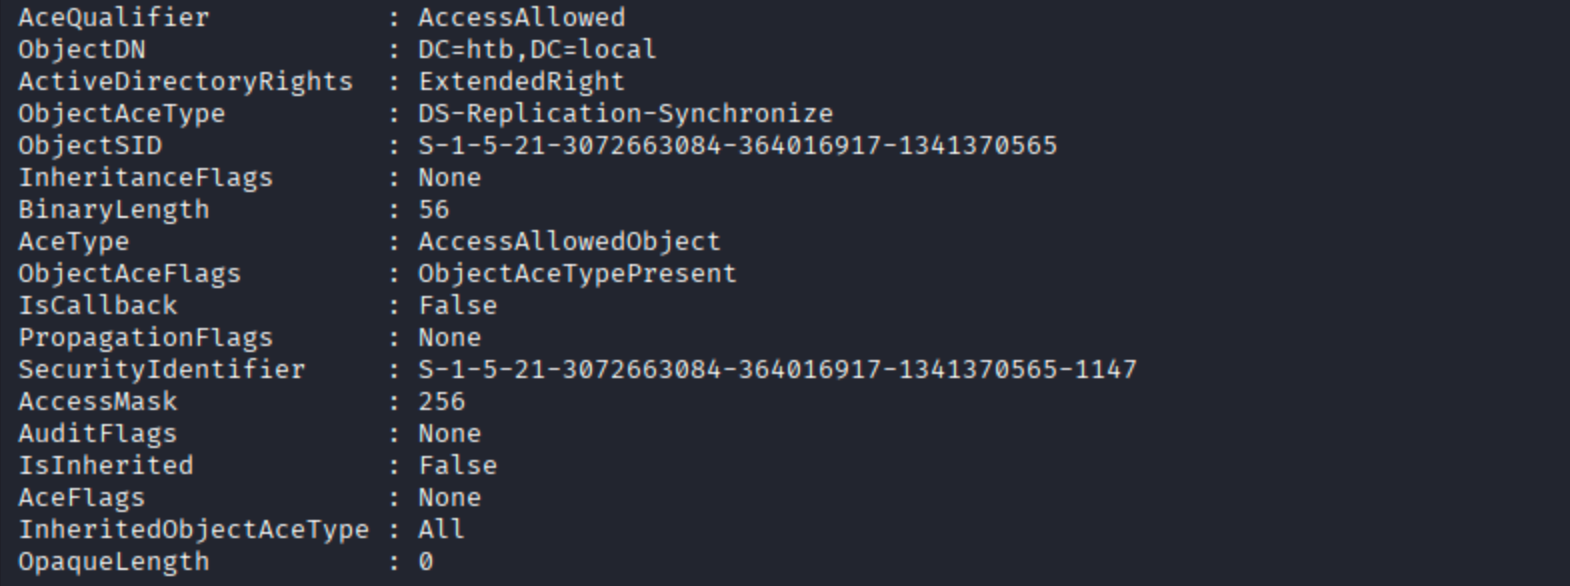 AceQualifier : AccessAllowed
ObjectDN : DC=htb,DC=local
ActiveDirectoryRights : ExtendedRight
ObjectAceType : DS-Replication-Synchronize
ObjectSID : S-1-5-21-3072663084-364016917-1341370565
InheritanceFlags : None
BinaryLength : 56
AceType : AccessAllowedObject
ObjectAceFlags : ObjectAceTypePresent
IsCallback : False
PropagationFlags : None
SecurityIdentifier : S-1-5-21-3072663084-364016917-1341370565-1147
AccessMask : 256
AuditFlags : None
IsInherited : False
AceFlags : None
InheritedObjectAceType : All
OpaqueLength : 0